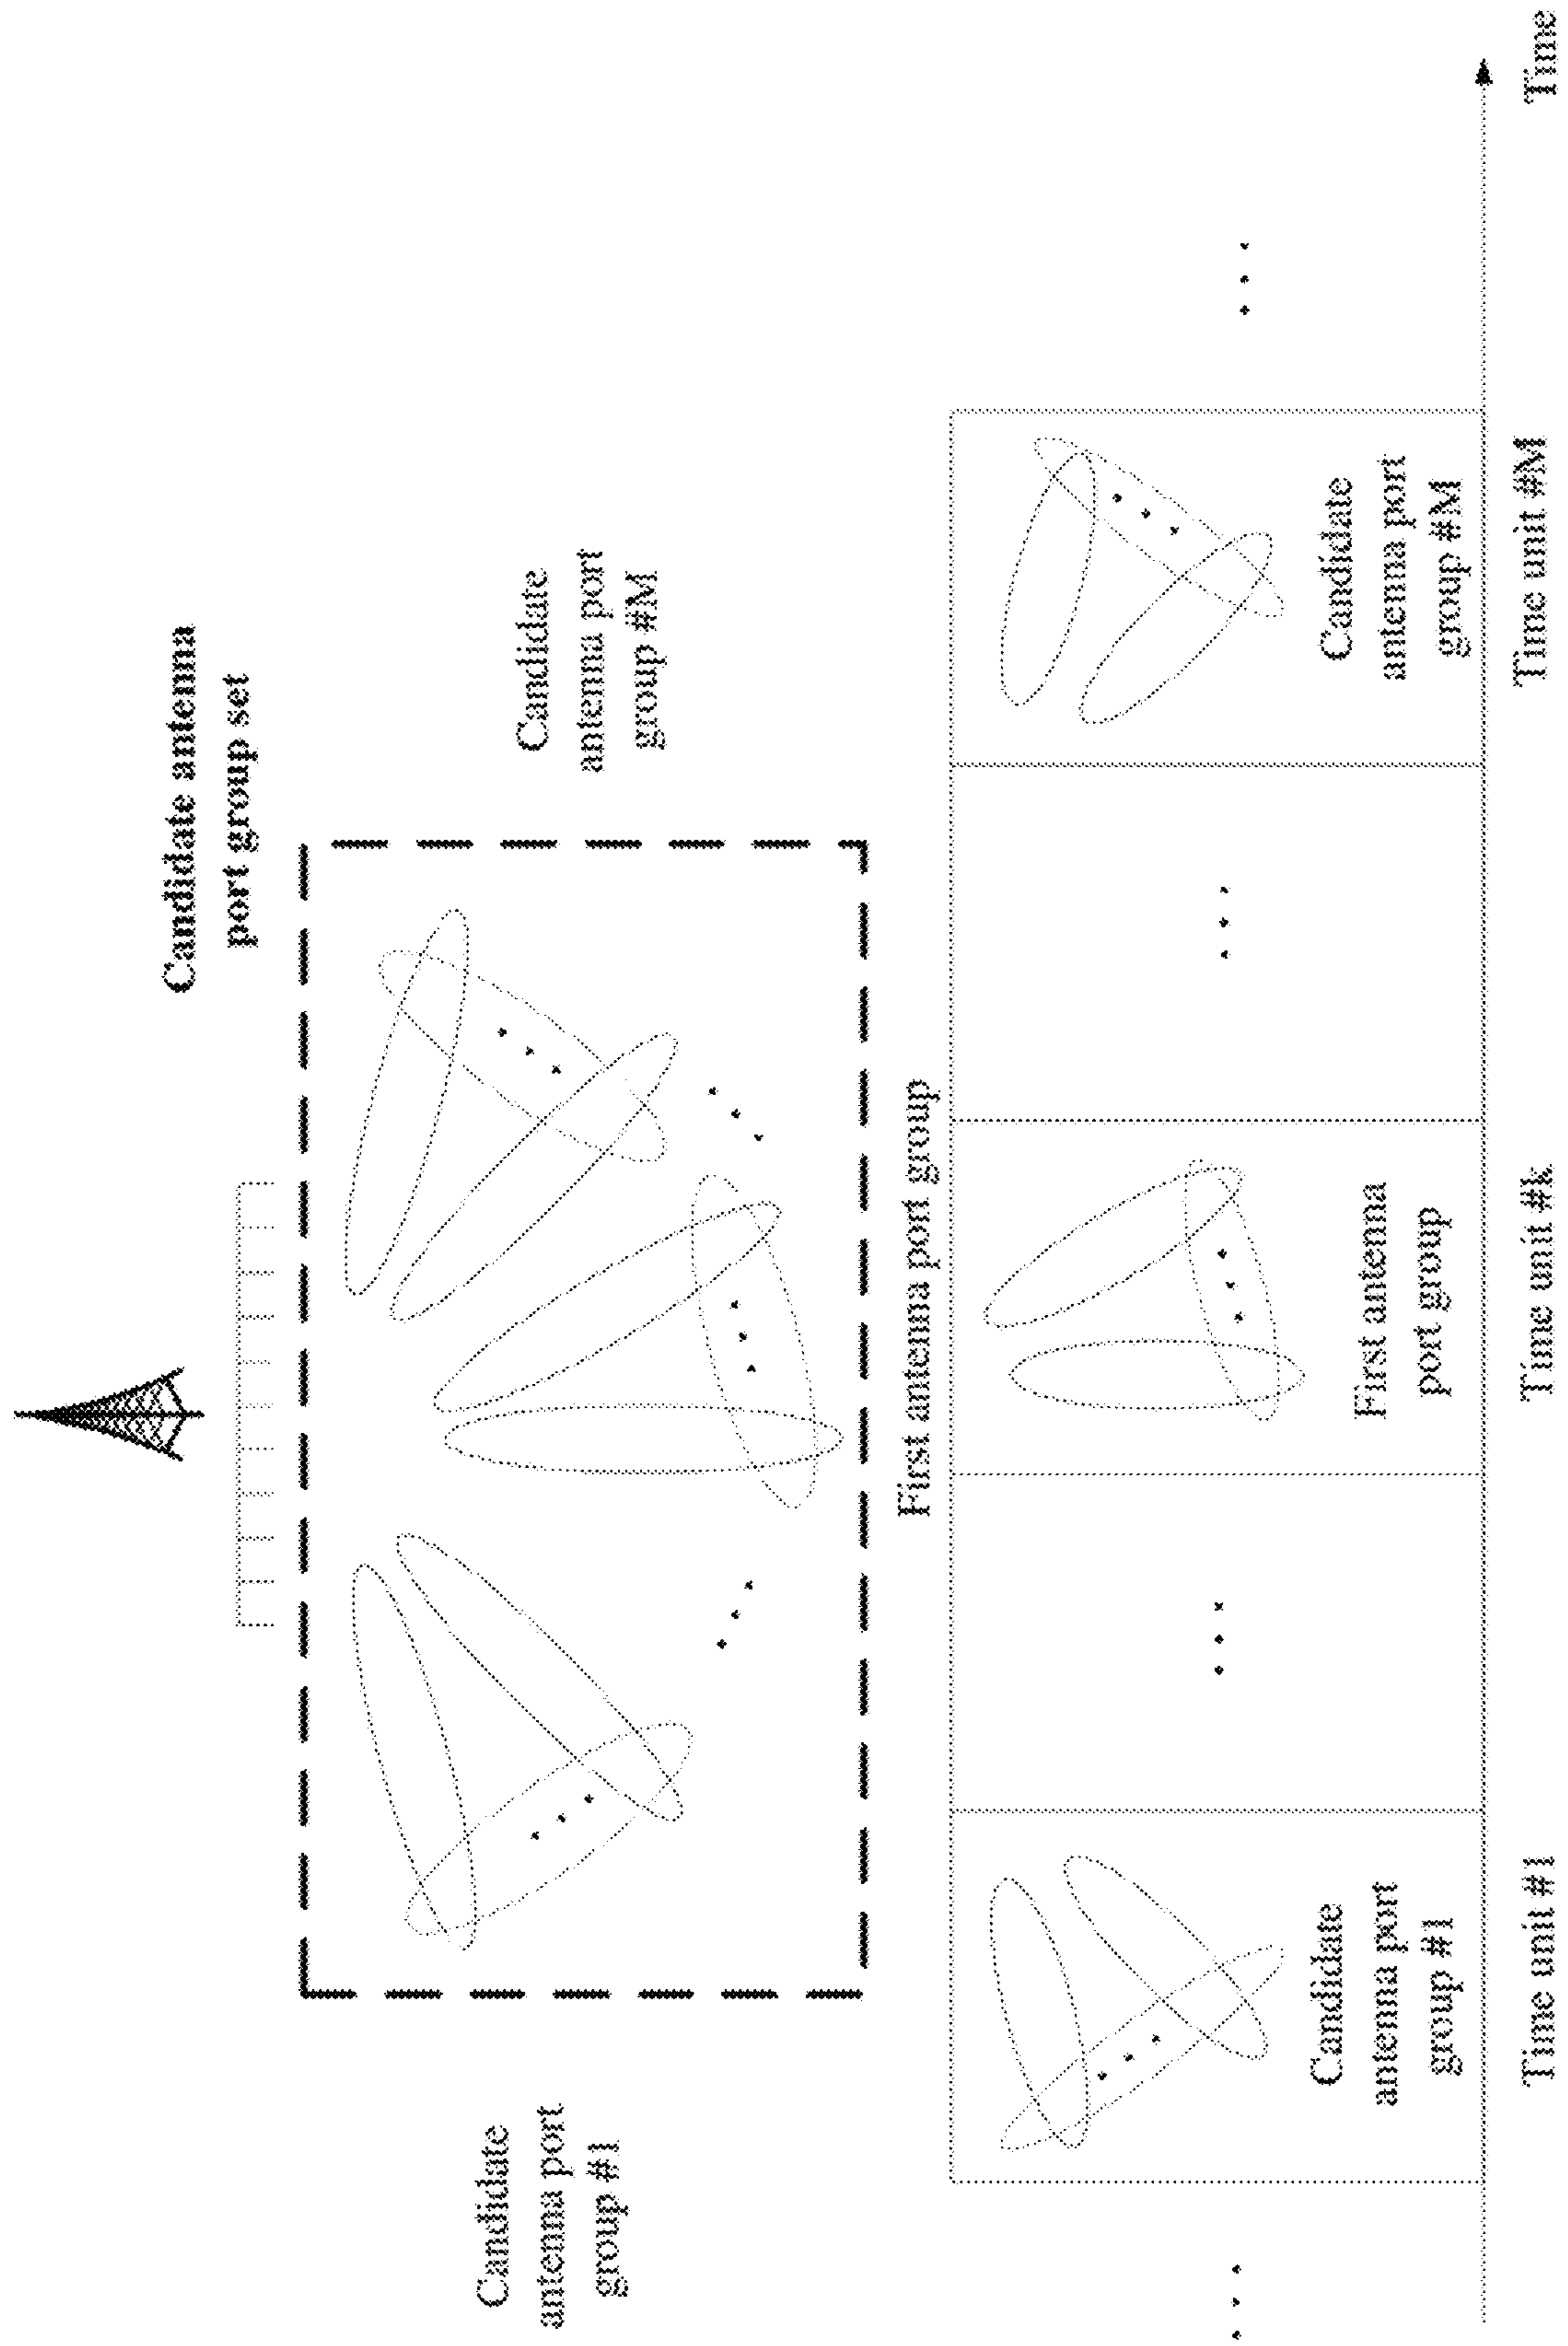 Candidate antenna
port group set
Candidate
antenna port
group #1
Candidate
antenna port
group #M
First antenna port group
Candidate
antenna port
group #1
First antenna
port group
Candidate
antenna port
group #M
Time unit #1
Time unit #k
Time unit #M
Time